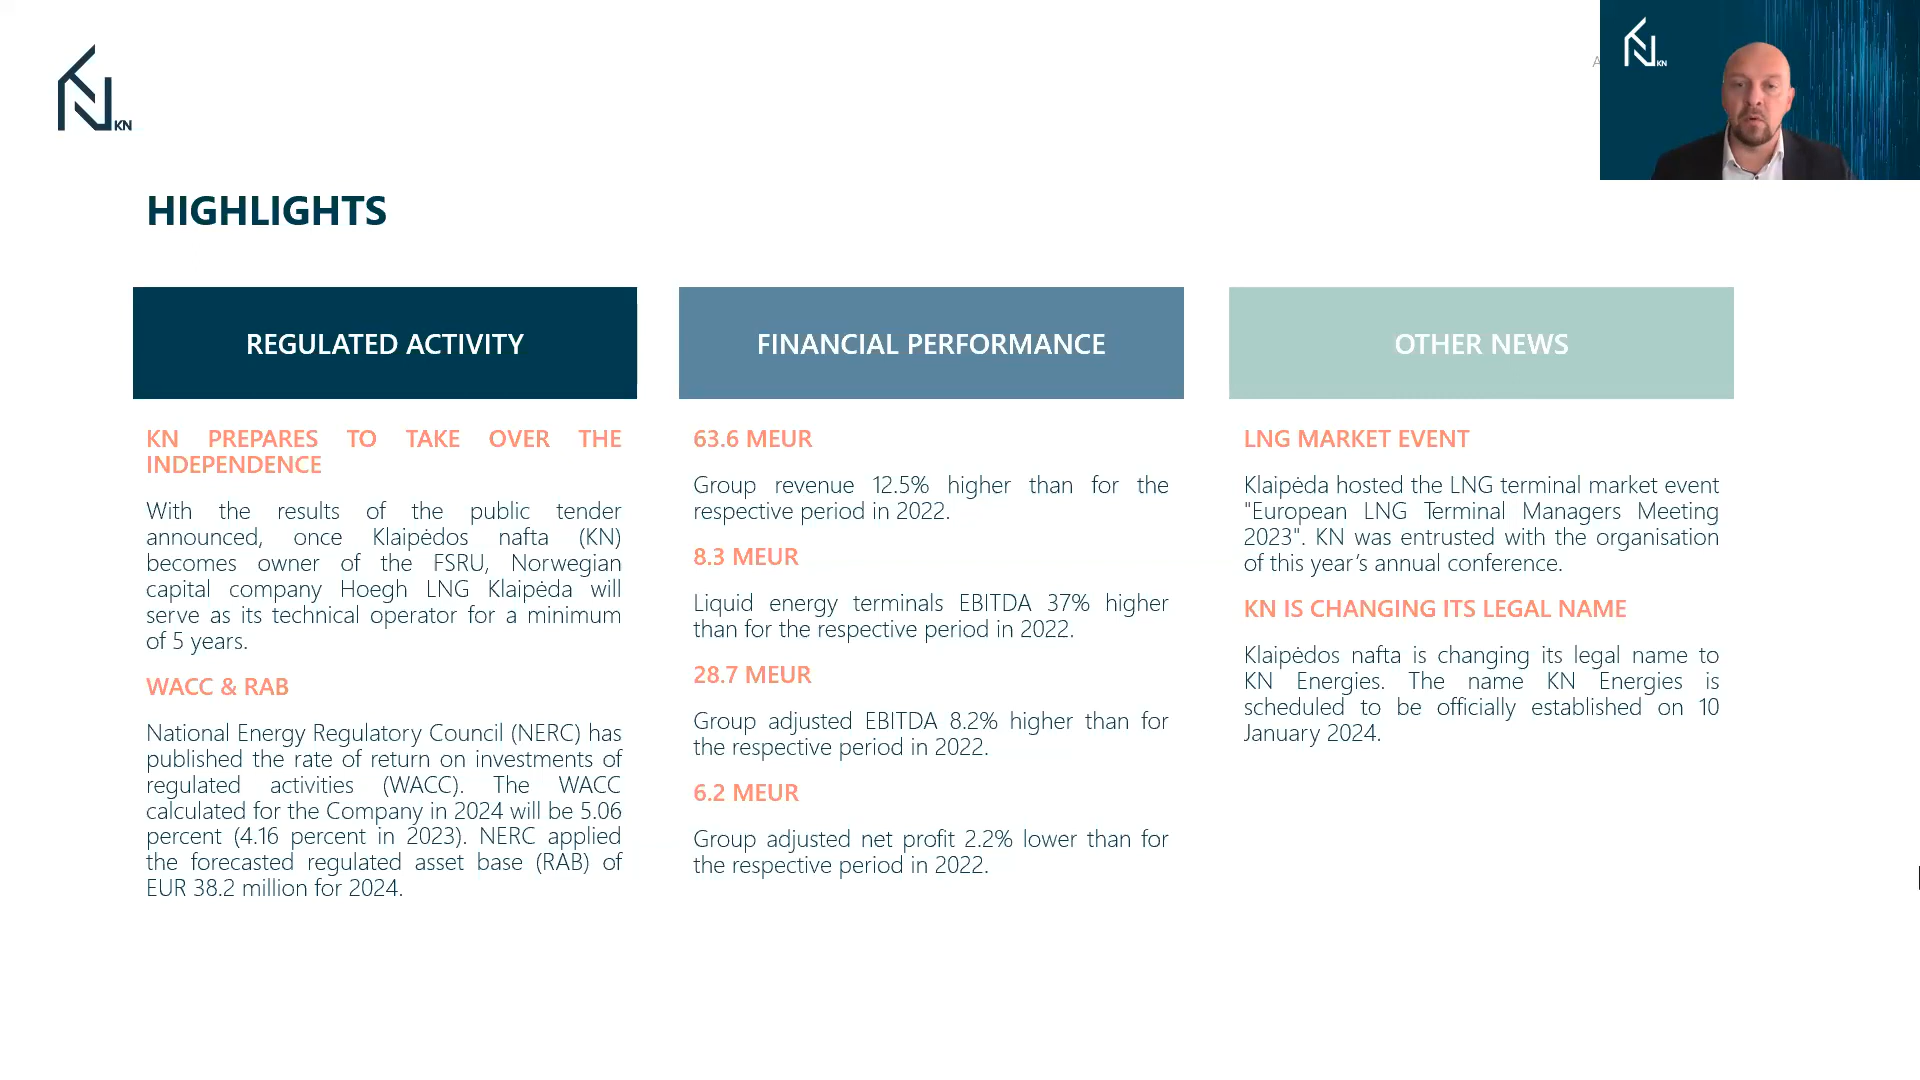 KN
A
KN
HIGHLIGHTS
REGULATED ACTIVITY
KN PREPARES TO TAKE OVER THE
INDEPENDENCE
With the results of the public tender
announced, once Klaipėdos nafta (KN)
becomes owner of the FSRU, Norwegian
capital company Hoegh LNG Klaipėda will
serve as its technical operator for a minimum
of 5 years.
WACC & RAB
National Energy Regulatory Council (NERC) has
published the rate of return on investments of
regulated activities (WACC). The WACC
calculated for the Company in 2024 will be 5.06
percent (4.16 percent in 2023). NERC applied
the forecasted regulated asset base (RAB) of
EUR 38.2 million for 2024.
FINANCIAL PERFORMANCE
63.6 MEUR
Group revenue 12.5% higher than for the
respective period in 2022.
8.3 MEUR
Liquid energy terminals EBITDA 37% higher
than for the respective period in 2022.
28.7 MEUR
Group adjusted EBITDA 8.2% higher than for
the respective period in 2022.
6.2 MEUR
Group adjusted net profit 2.2% lower than for
the respective period in 2022.
OTHER NEWS
LNG MARKET EVENT
Klaipėda hosted the LNG terminal market event
"European LNG Terminal Managers Meeting
2023". KN was entrusted with the organisation
of this year’s annual conference.
KN IS CHANGING ITS LEGAL NAME
Klaipėdos nafta is changing its legal name to
KN Energies. The name KN Energies is
scheduled to be officially established on 10
January 2024.